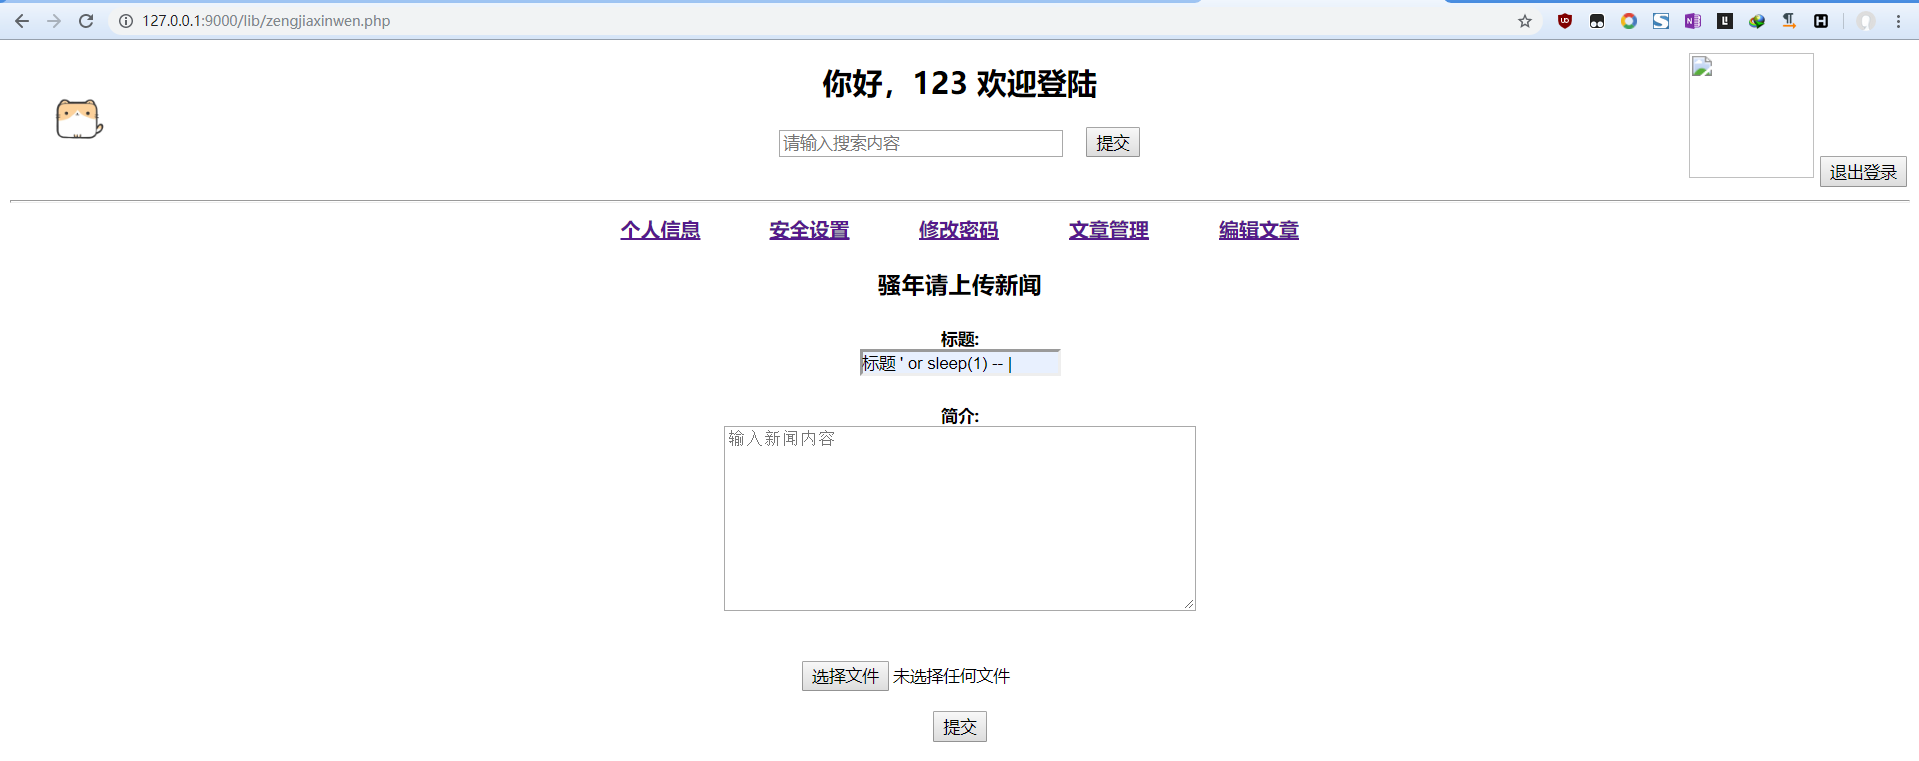 127.0.0.1:9000/lib/zengjiaxinwen.php
你好，123 欢迎登陆
请输入搜索内容 提交
退出登录
个人信息 安全设置 修改密码 文章管理 编辑文章
骚年请上传新闻
标题:
标题 ' or sleep(1) -- |
简介:
输入新闻内容
选择文件 未选择任何文件
提交